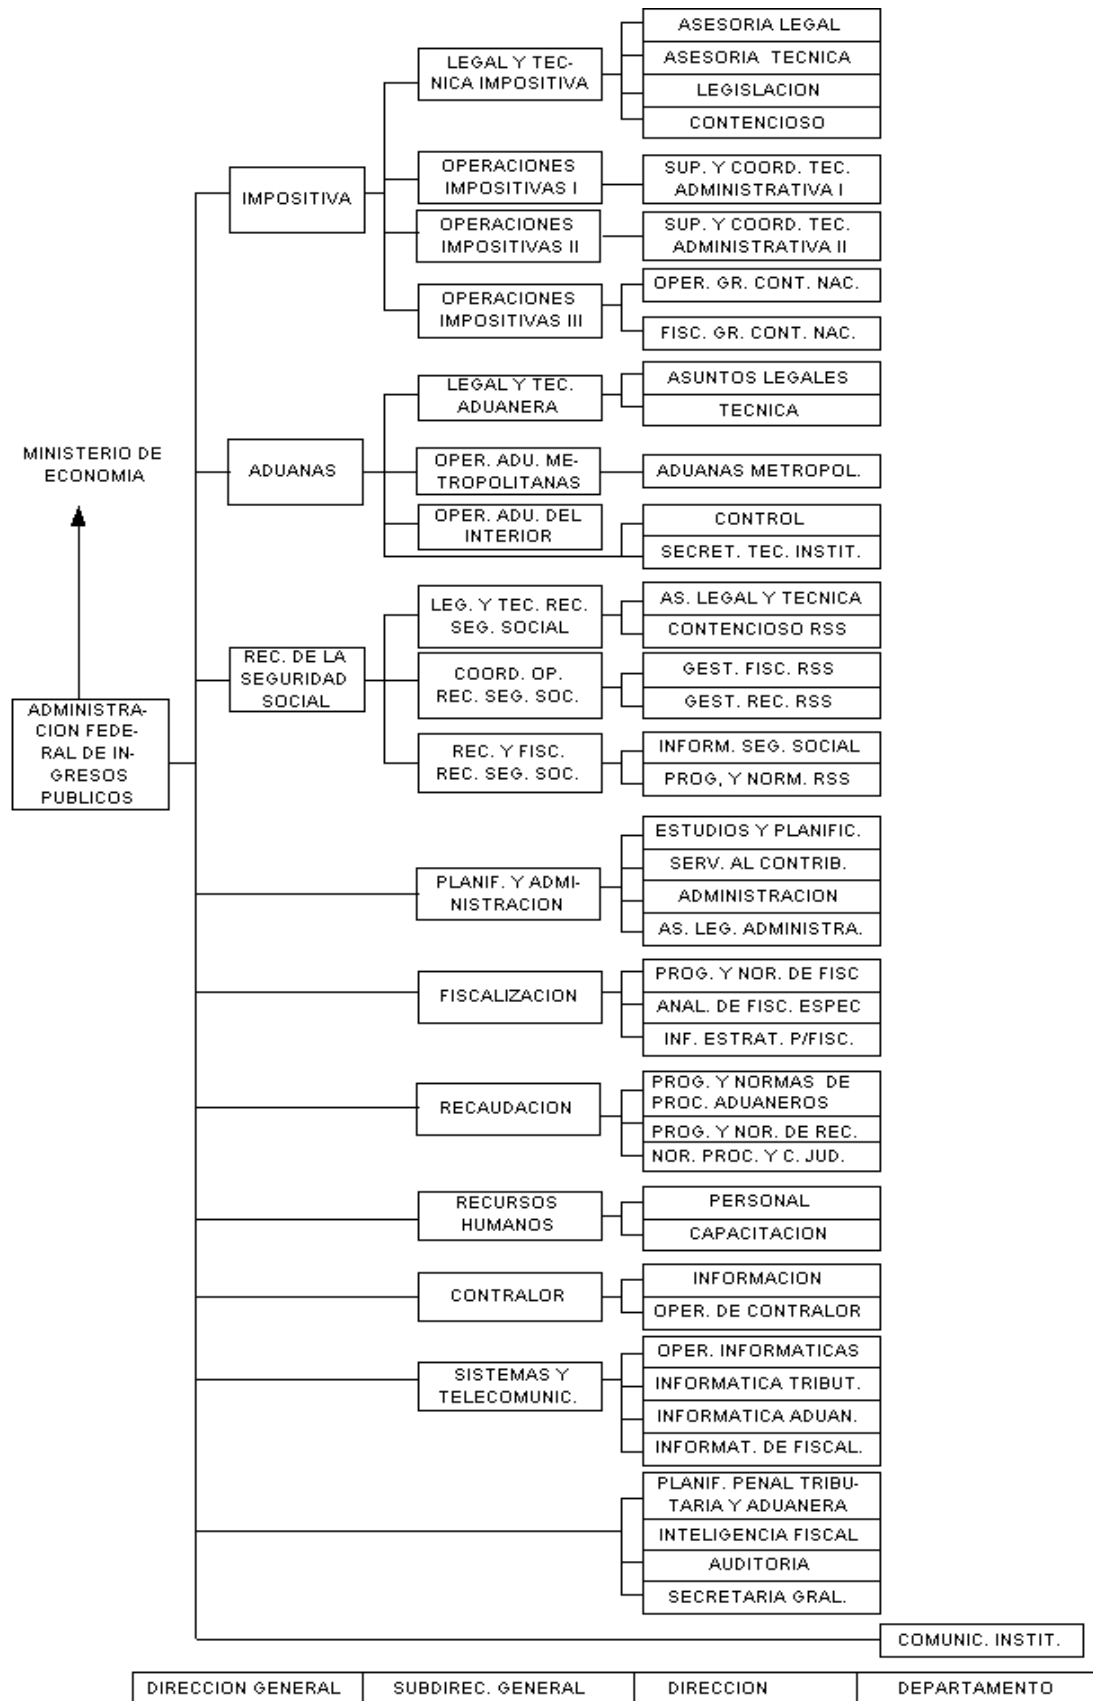 ASESORIA LEGAL
ASESORIA TECNICA
LEGISLACION
CONTENCIOSO
LEGAL Y TEC-
NICA IMPOSITIVA
OPERACIONES
IMPOSITIVAS I
SUP. Y COORD. TEC.
ADMINISTRATIVA I
IMPOSITIVA
OPERACIONES
IMPOSITIVAS II
SUP. Y COORD. TEC.
ADMINISTRATIVA II
OPERACIONES
IMPOSITIVAS III
OPER. GR. CONT. NAC.
FISC. GR. CONT. NAC.
LEGAL Y TEC.
ADUANERA
ASUNTOS LEGALES
TECNICA
MINISTERIO DE
ECONOMIA
ADUANAS
OPER. ADU. ME-
TROPOLITANAS
ADUANAS METROPOL.
OPER. ADU. DEL
INTERIOR
CONTROL
SECRET. TEC. INSTIT.
LEG. Y TEC. REC.
SEG. SOCIAL
AS. LEGAL Y TECNICA
CONTENCIOSO RSS
REC. DE LA
SEGURIDAD
SOCIAL
COORD. OP.
REC. SEG. SOC.
GEST. FISC. RSS
GEST. REC. RSS
ADMINISTRA-
CION FEDE-
RAL DE IN-
GRESOS
PUBLICOS
REC. Y FISC.
REC. SEG. SOC.
INFORM. SEG. SOCIAL
PROG, Y NORM. RSS
PLANIF. Y ADMI-
NISTRACION
ESTUDIOS Y PLANIFIC.
SERV. AL CONTRIB.
ADMINISTRACION
AS. LEG. ADMINISTRA.
FISCALIZACION
PROG. Y NOR. DE FISC
ANAL. DE FISC. ESPEC
INF. ESTRAT. P/FISC.
RECAUDACION
PROG. Y NORMAS DE
PROC. ADUANEROS
PROG. Y NOR. DE REC.
NOR. PROC. Y C. JUD.
RECURSOS
HUMANOS
PERSONAL
CAPACITACION
CONTRALOR
INFORMACION
OPER. DE CONTRALOR
SISTEMAS Y
TELECOMUNIC.
OPER. INFORMATICAS
INFORMATICA TRIBUT.
INFORMATICA ADUAN.
INFORMAT. DE FISCAL.
PLANIF. PENAL TRIBU-
TARIA Y ADUANERA
INTELIGENCIA FISCAL
AUDITORIA
SECRETARIA GRAL.
COMUNIC. INSTIT.
DIRECCION GENERAL
SUBDIREC. GENERAL
DIRECCION
DEPARTAMENTO